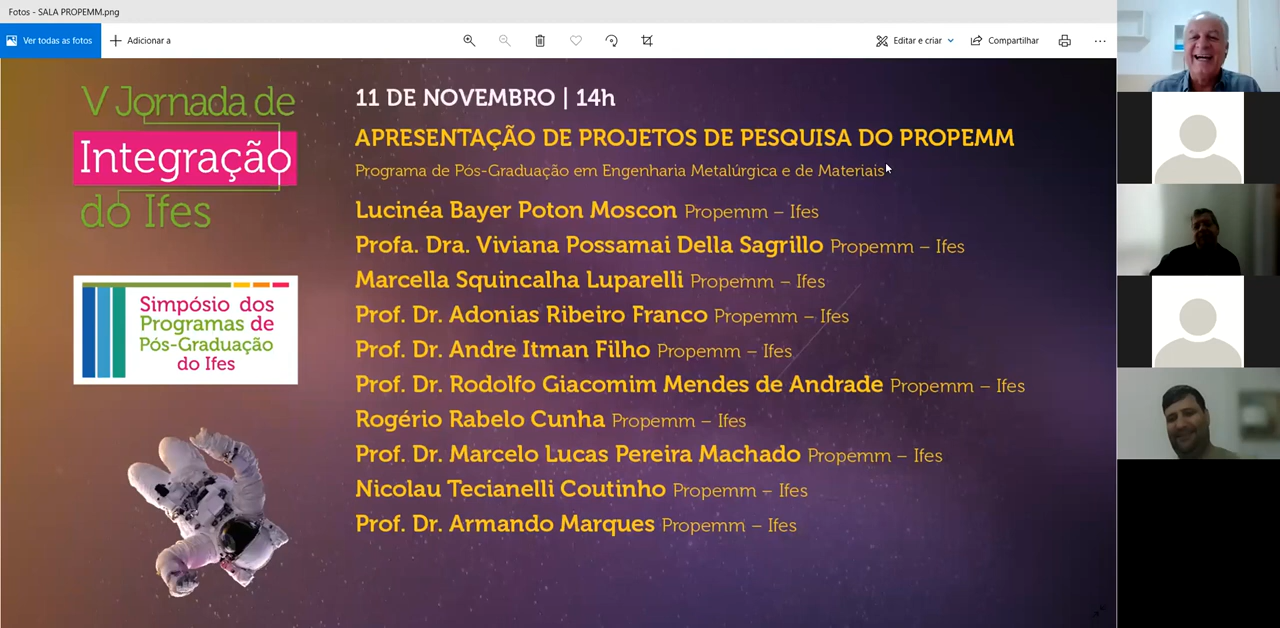 Fotos - SALA PROPEMM.png
Ver todas as fotos
Adicionar a
Editar e criar
Compartilhar
V Jornada de
Integração
do Ifes
Simpósio dos
Programas de
Pós-Graduação
do Ifes
11 DE NOVEMBRO | 14h
APRESENTAÇÃO DE PROJETOS DE PESQUISA DO PROPEMM
Programa de Pós-Graduação em Engenharia Metalúrgica e de Materiais
Lucinéa Bayer Poton Moscon Propemm – Ifes
Profa. Dra. Viviana Possamai Della Sagrillo Propemm – Ifes
Marcella Squincalha Luparelli Propemm – Ifes
Prof. Dr. Adonias Ribeiro Franco Propemm – Ifes
Prof. Dr. Andre Itman Filho Propemm – Ifes
Prof. Dr. Rodolfo Giacomim Mendes de Andrade Propemm – Ifes
Rogério Rabelo Cunha Propemm – Ifes
Prof. Dr. Marcelo Lucas Pereira Machado Propemm – Ifes
Nicolau Tecianelli Coutinho Propemm – Ifes
Prof. Dr. Armando Marques Propemm – Ifes